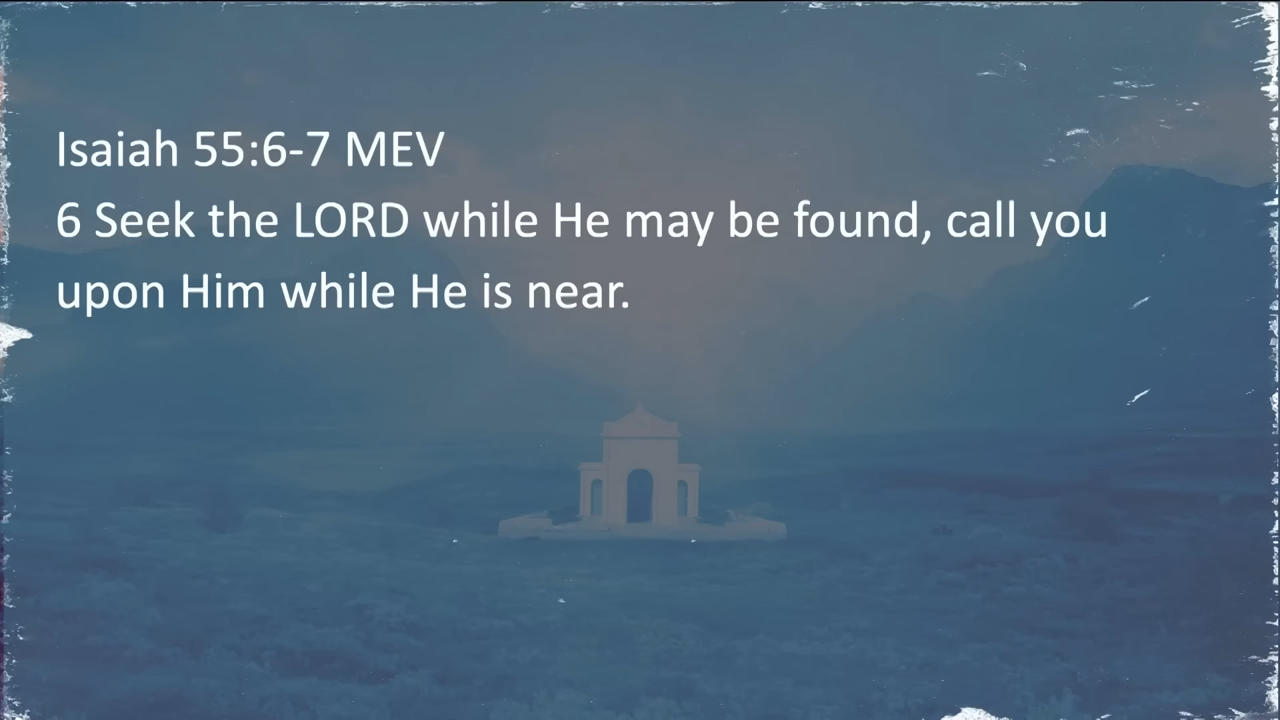 Isaiah 55:6-7 MEV
6 Seek the LORD while He may be found, call you
upon Him while He is near.